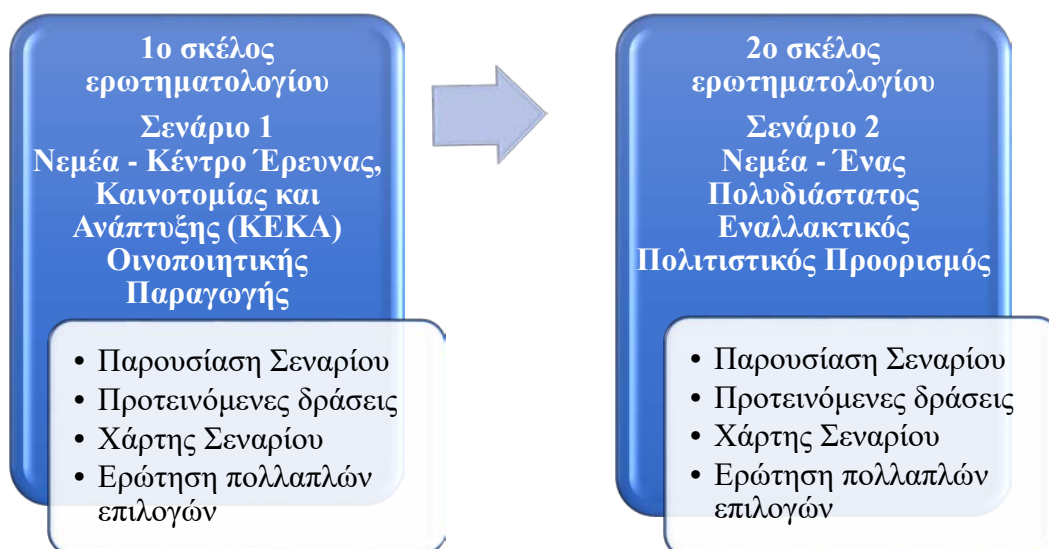 1ο σκέλος
ερωτηματολογίου
Σενάριο 1
Νεμέα - Κέντρο Έρευνας,
Καινοτομίας και
Ανάπτυξης (ΚΕΚΑ)
Οινοποιητικής
Παραγωγής
• Παρουσίαση Σεναρίου
• Προτεινόμενες δράσεις
• Χάρτης Σεναρίου
• Ερώτηση πολλαπλών
επιλογών
2ο σκέλος
ερωτηματολογίου
Σενάριο 2
Νεμέα - Ένας
Πολυδιάστατος
Εναλλακτικός
Πολιτιστικός Προορισμός
• Παρουσίαση Σεναρίου
• Προτεινόμενες δράσεις
• Χάρτης Σεναρίου
• Ερώτηση πολλαπλών
επιλογών